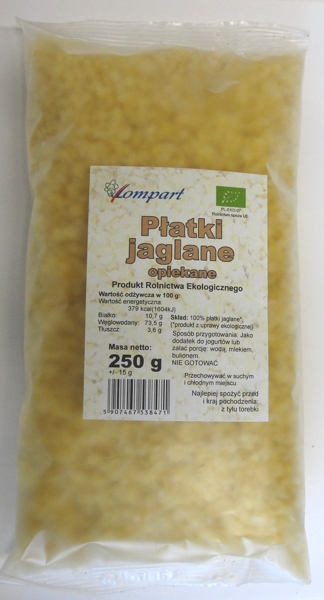 Lompart
PL-EKO-07
Rolnictwo spoza UE
Płatki
jaglane
opiekane
Produkt Rolnictwa Ekologicznego
Wartość odżywcza w 100 g:
Wartość energetyczna:
379 kcal(1604kJ)
Białko: 10,7 g
Węglowodany: 73,5 g
Tłuszcz: 3,6 g
Skład: 100% płatki jaglane*,
(*produkt z uprawy ekologicznej)
Sposób przygotowania: Jako
dodatek do jogurtów lub
zalać porcję: wodą, mlekiem,
bulionem.
NIE GOTOWAĆ
Masa netto:
250 g
+/- 15 g
Przechowywać w suchym
i chłodnym miejscu
Najlepiej spożyć przed
i kraj pochodzenia:
z tyłu torebki
5 907467 538471